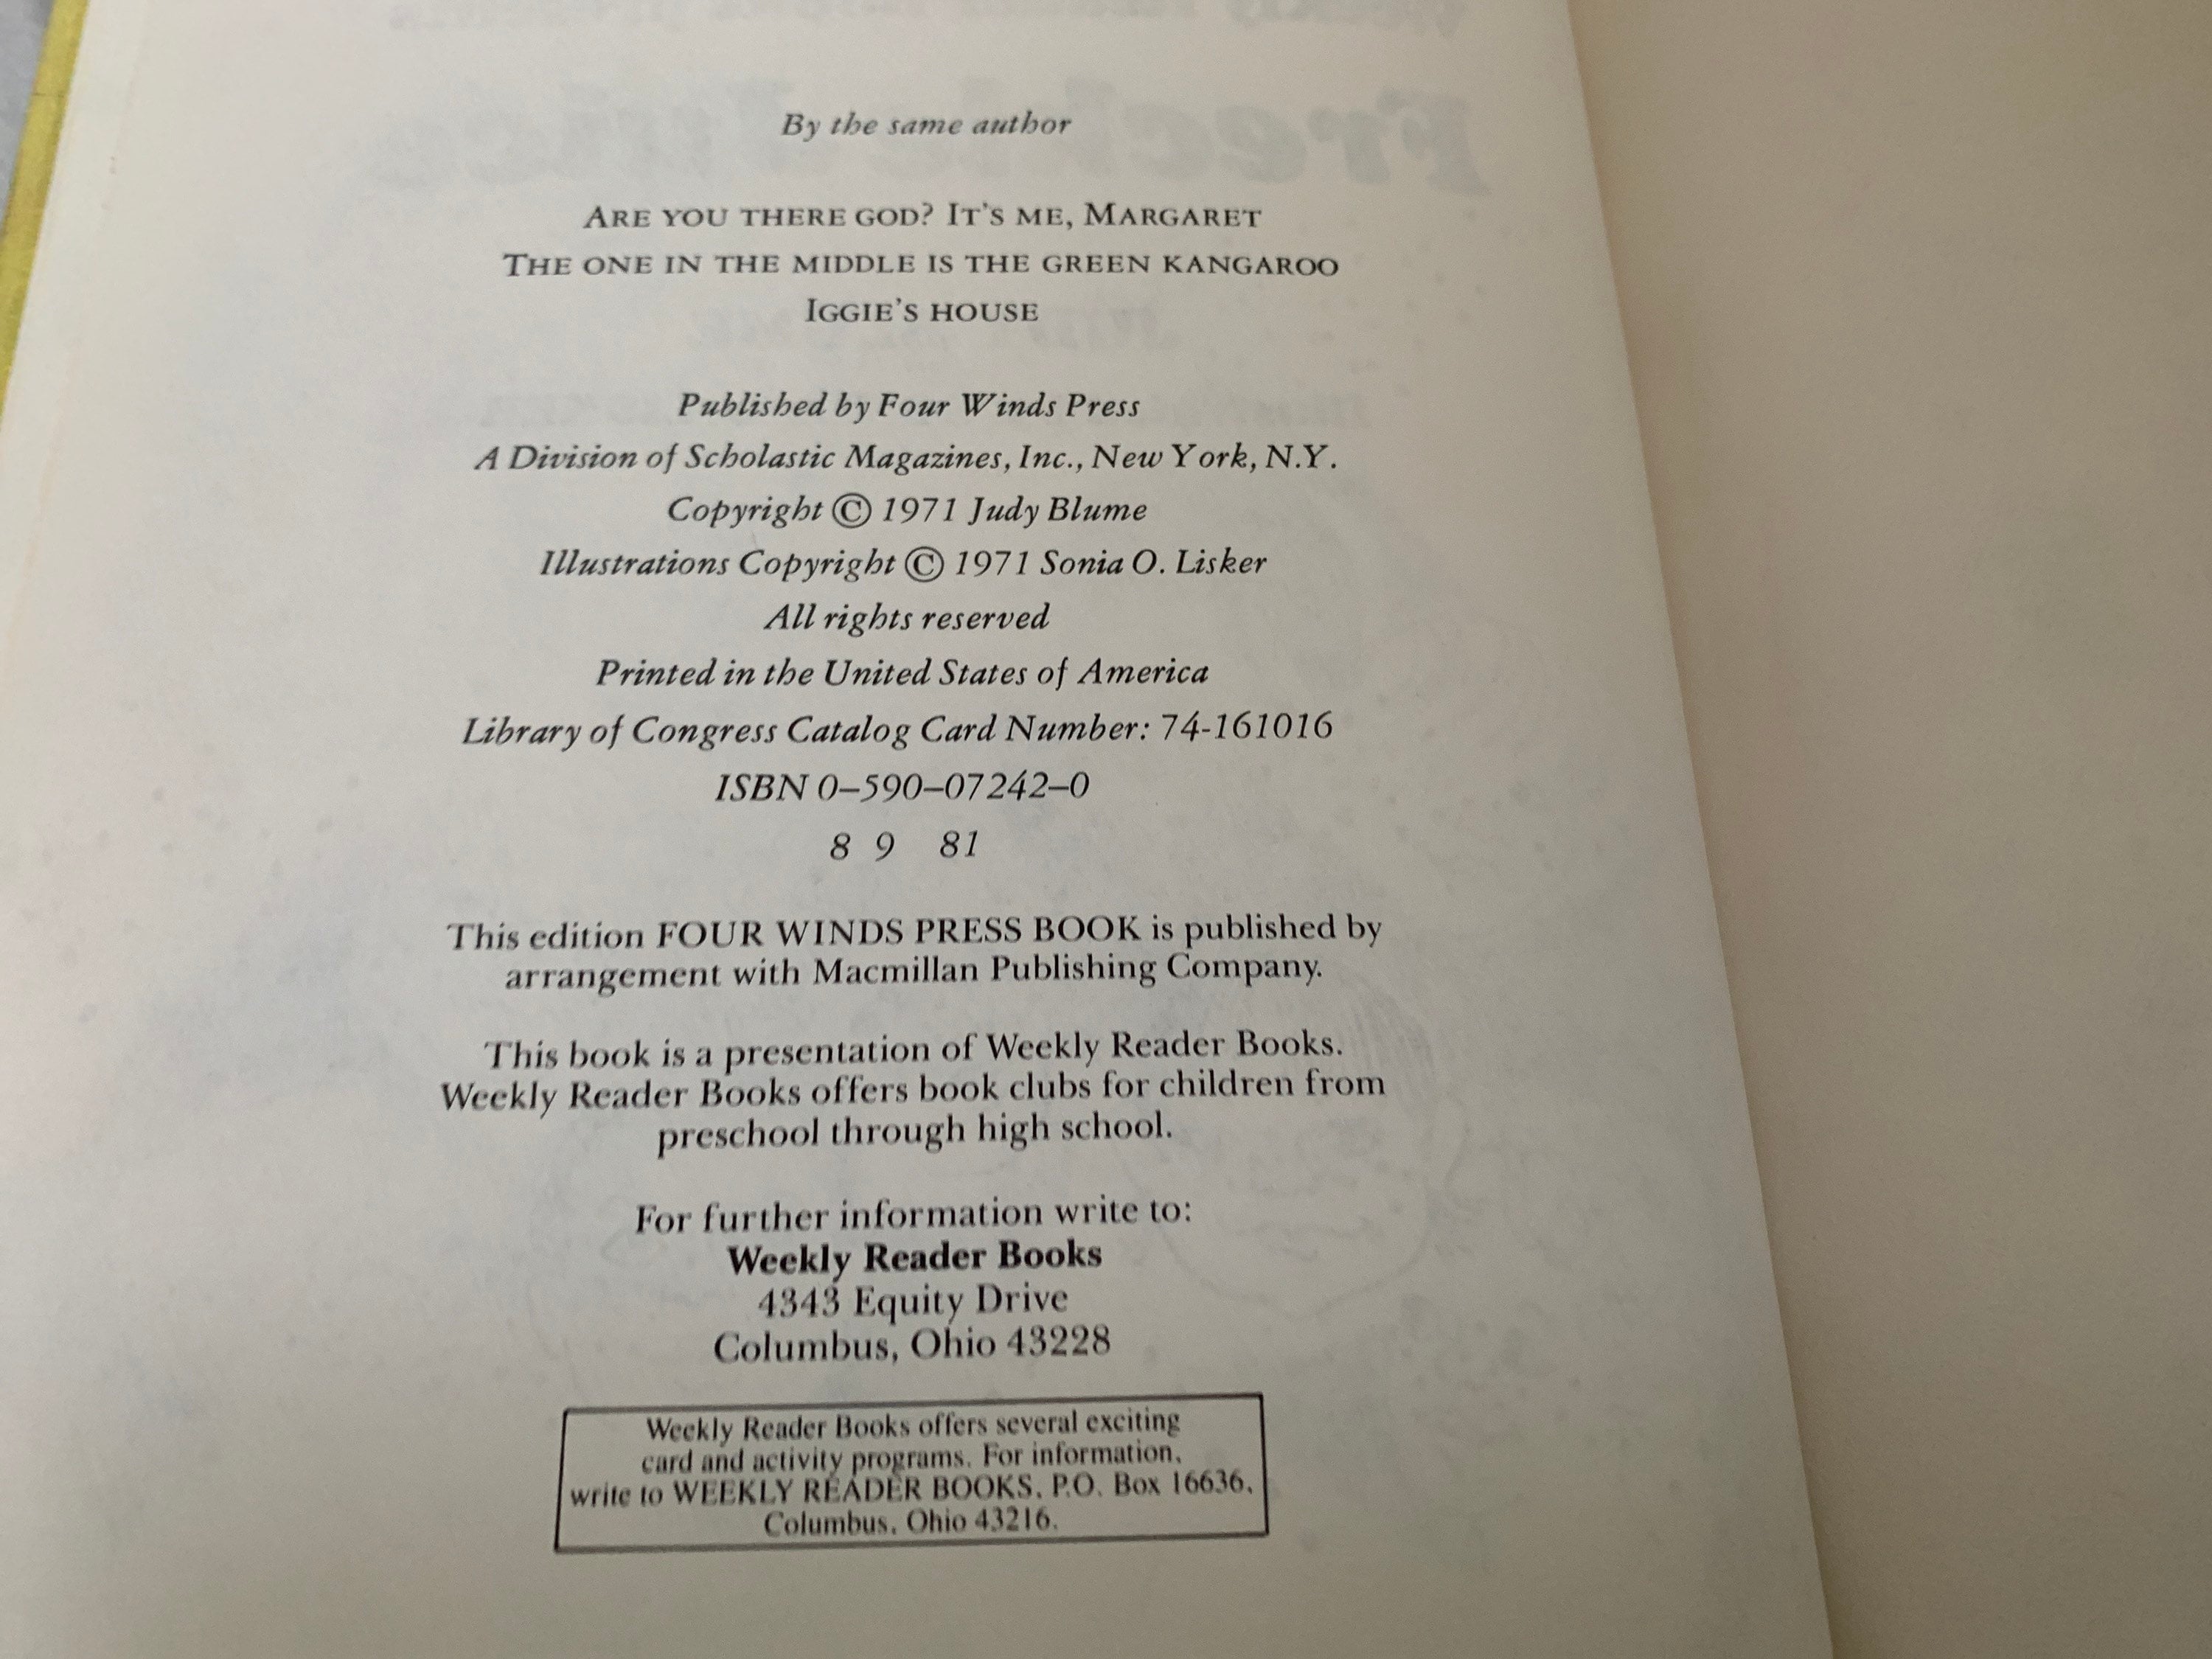 By the same author
ARE YOU THERE GOD? IT'S ME, MARGARET
THE ONE IN THE MIDDLE IS THE GREEN KANGAROO
IGGIE'S HOUSE
Published by Four Winds Press
A Division of Scholastic Magazines, Inc., New York, N.Y.
Copyright © 1971 Judy Blume
Illustrations Copyright © 1971 Sonia O. Lisker
All rights reserved
Printed in the United States of America
Library of Congress Catalog Card Number: 74-161016
ISBN 0–590–07242–0
8 9 81
This edition FOUR WINDS PRESS BOOK is published by
arrangement with Macmillan Publishing Company.
This book is a presentation of Weekly Reader Books.
Weekly Reader Books offers book clubs for children from
preschool through high school.
For further information write to:
Weekly Reader Books
4343 Equity Drive
Columbus, Ohio 43228
Weekly Reader Books offers several exciting
card and activity programs. For information,
write to WEEKLY READER BOOKS, P.O. Box 16636,
Columbus, Ohio 43216.